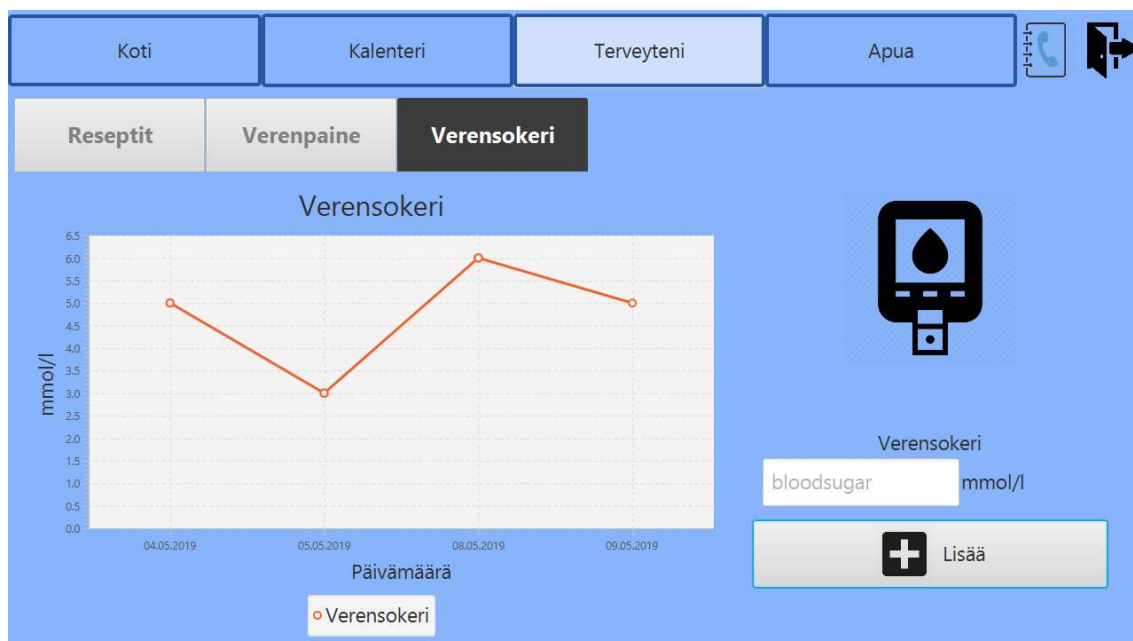 Koti Kalenteri Terveyteni Apua
Reseptit Verenpaine Verensokeri
Verensokeri
6.5
6.0
5.5
5.0
4.5
4.0
3.5
3.0
2.5
2.0
1.5
1.0
0.5
0.0
mmol/l
04.05.2019 05.05.2019 08.05.2019 09.05.2019
Päivämäärä
Verensokeri
Verensokeri
bloodsugar mmol/l
Lisää